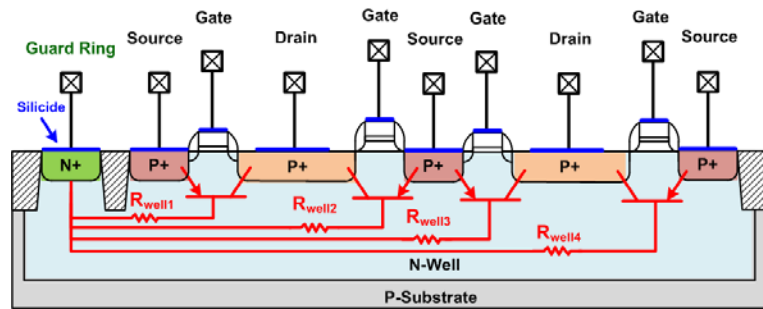 Gate
Gate
Gate
Gate
Source
Drain
Source
Drain
Source
Guard Ring
Silicide
N+
P+
P+
P+
P+
P+
Rwell1
Rwell2
Rwell3
Rwell4
N-Well
P-Substrate